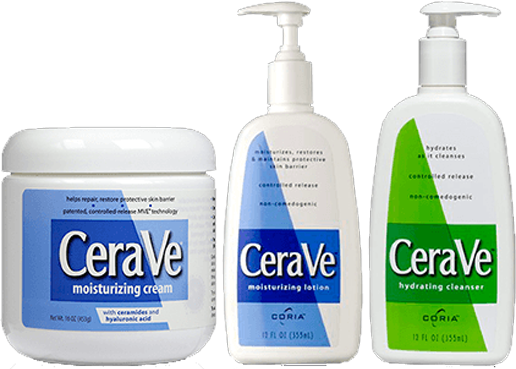 helps repair, restore protective skin barrier
patented, controlled-release MVE technology
CeraVe
moisturizing cream
with ceramides and
hyaluronic acid
Net Wt. 16 OZ (453g)
moisturizes, restores
& maintains protective
skin barrier
controlled release
non-comedogenic
CeraVe
moisturizing lotion
CORIA
12 FL OZ (355mL)
hydrates
as it cleanses
controlled release
non-comedogenic
CeraVe
hydrating cleanser
CORIA
12 FL OZ (355mL)